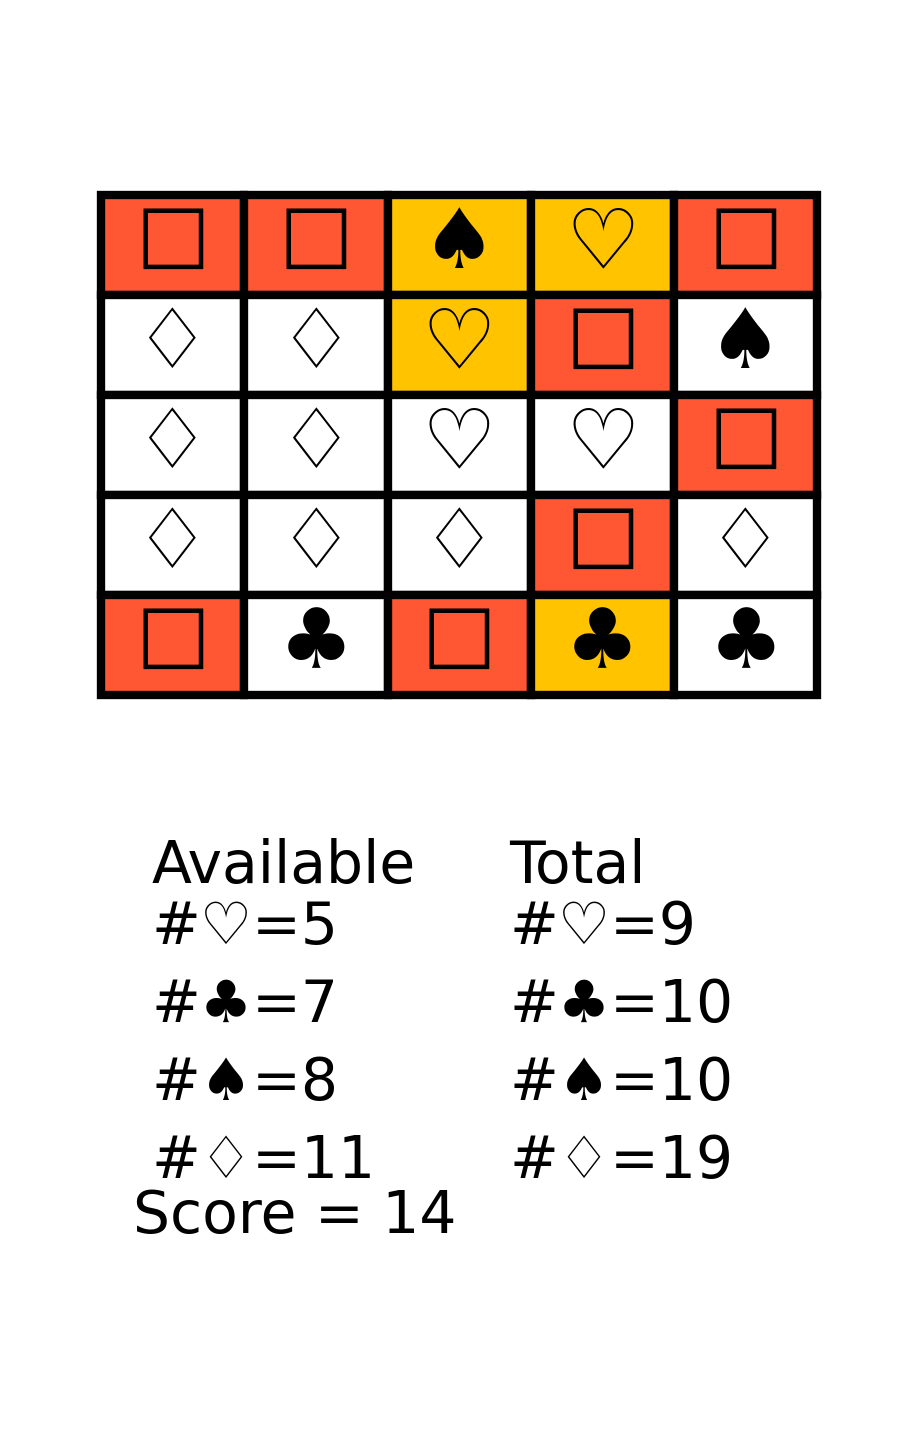 □ □ ♠ ♡ □
♢ ♢ ♡ □ ♠
♢ ♢ ♡ ♡ □
♢ ♢ ♢ □ ♢
□ ♣ □ ♣ ♣
Available Total
#♡=5 #♡=9
#♣=7 #♣=10
#♠=8 #♠=10
#♢=11 #♢=19
Score = 14